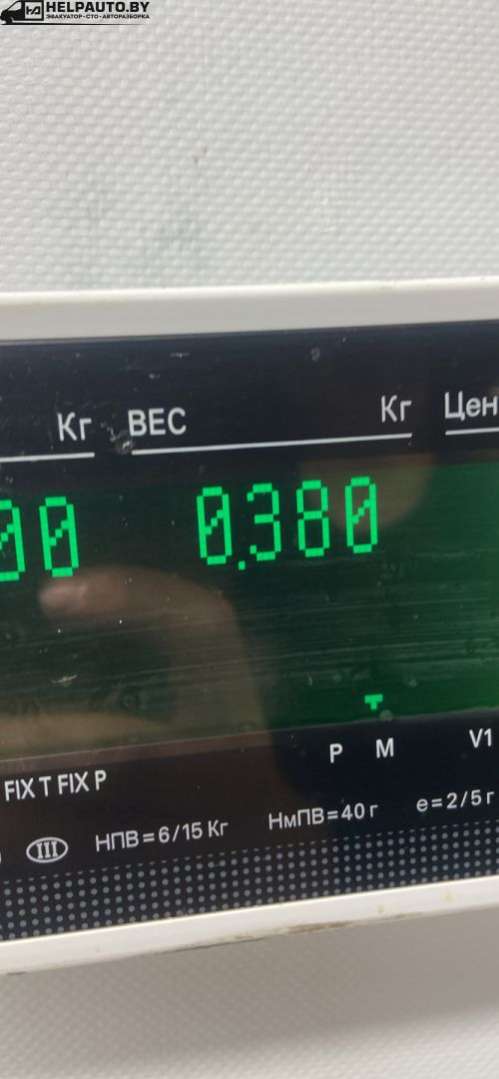 HELPAUTO.BY
ЭВАКУАТОР-СТО-АВТОРАЗБОРКА
Кг ВЕС Кг Цен
00 0.380
P M V1
FIX T FIX P
III НПВ=6/15 Кг НмПВ=40 г e=2/5 г